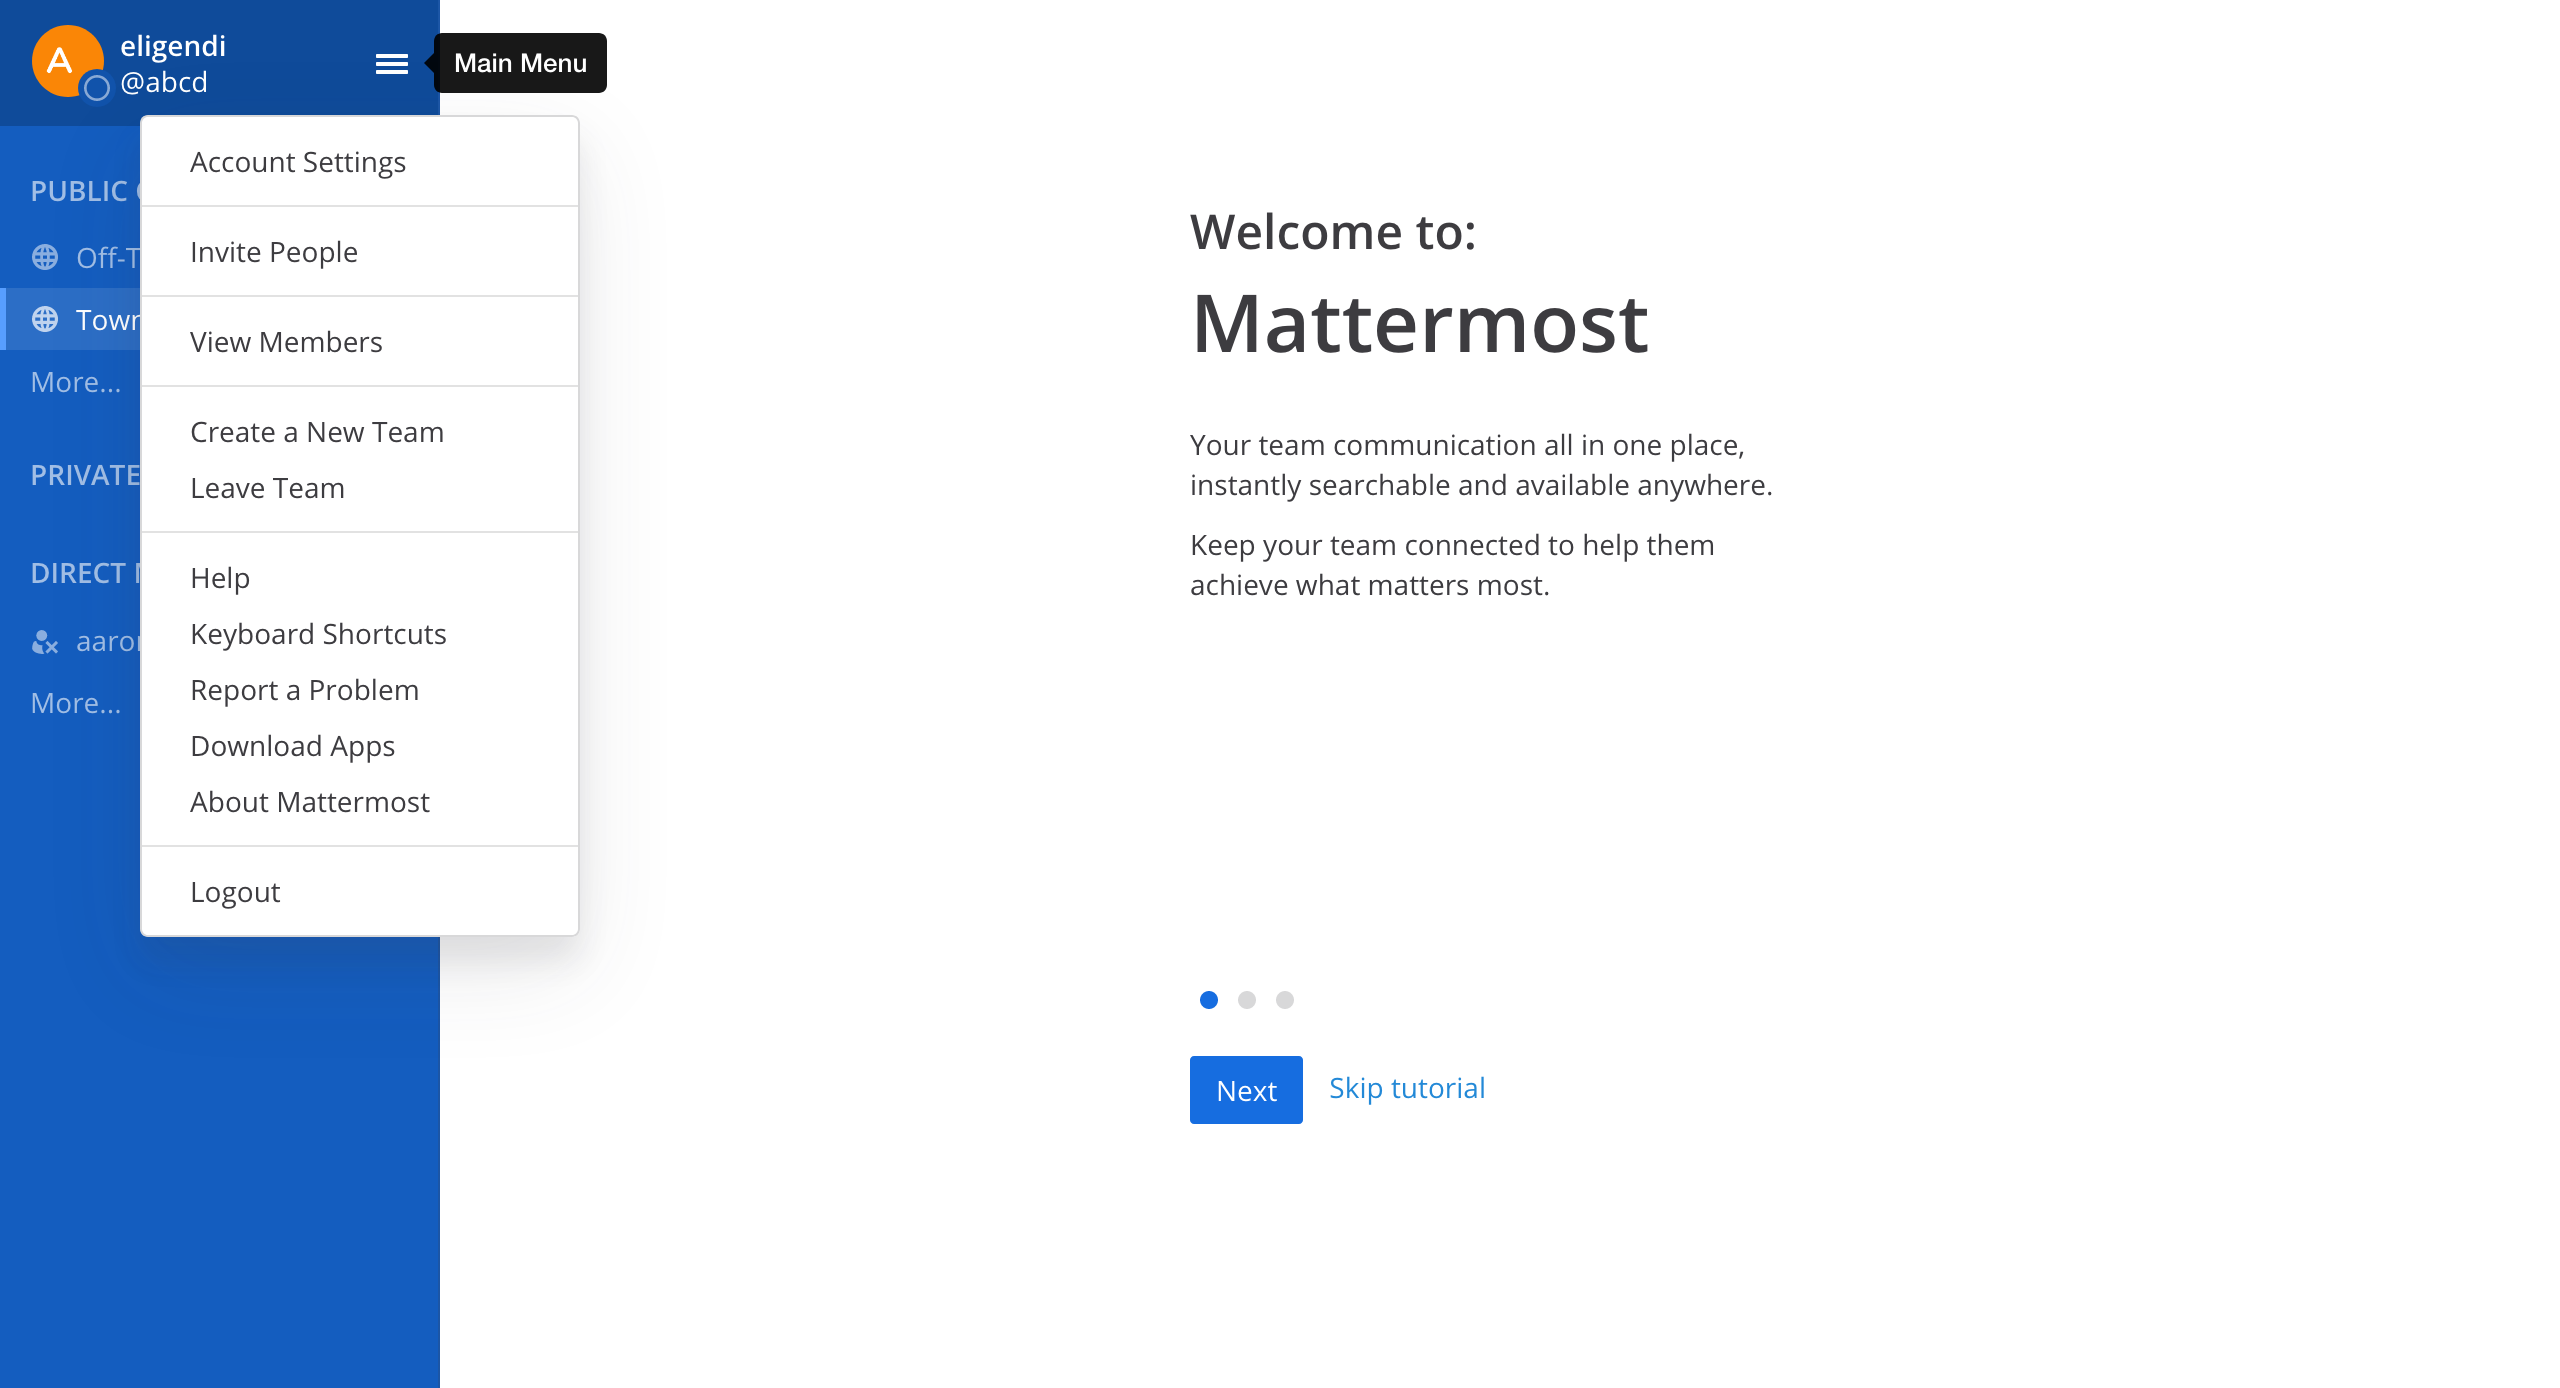 eligendi
@abcd
Main Menu
PUBLIC
Off-T
Town
More...
PRIVATE
DIRECT
More...
Account Settings
Invite People
View Members
Create a New Team
Leave Team
Help
Keyboard Shortcuts
Report a Problem
Download Apps
About Mattermost
Logout
Welcome to:
Mattermost
Your team communication all in one place,
instantly searchable and available anywhere.
Keep your team connected to help them
achieve what matters most.
Next
Skip tutorial